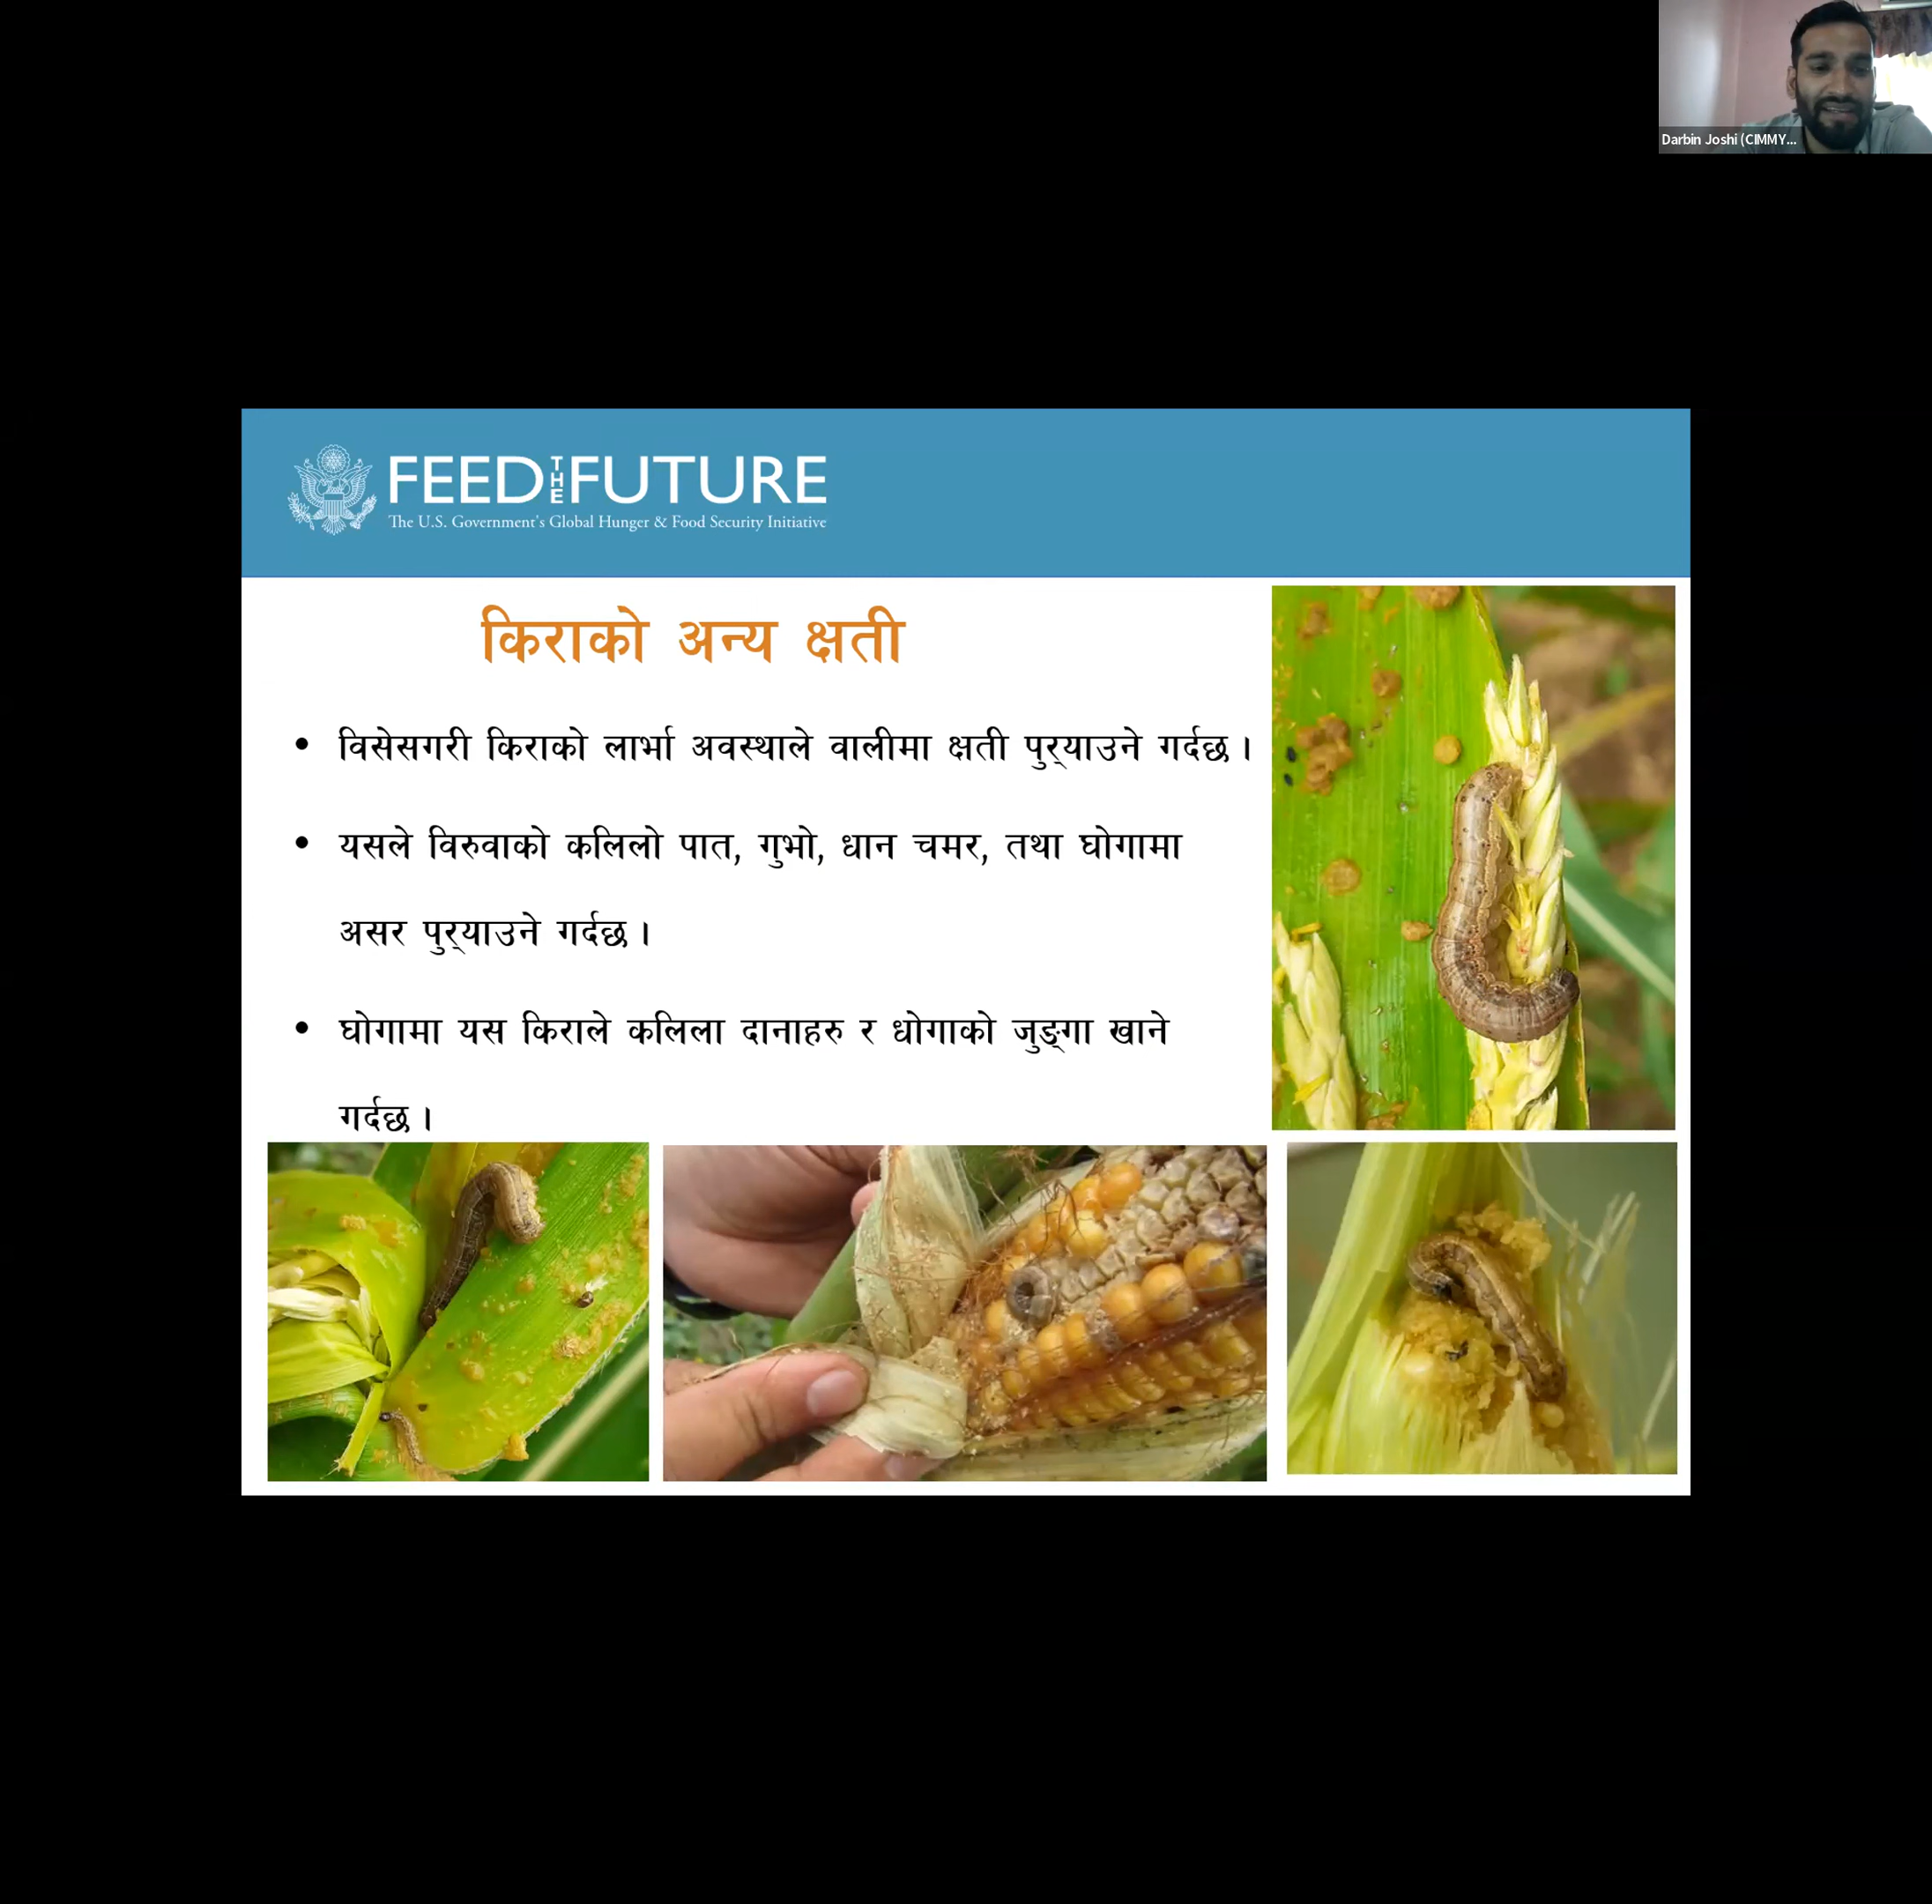 Darbin Joshi (CIMMY...
FEED THE FUTURE
The U.S. Government's Global Hunger & Food Security Initiative
किराको अन्य क्षती
• विसेसगरी किराको लार्भा अवस्थाले वालीमा क्षती पुर्‍याउने गर्दछ ।
• यसले विरुवाको कलिलो पात, गुभो, धान चमर, तथा घोगामा
असर पुर्‍याउने गर्दछ ।
• घोगामा यस किराले कलिला दानाहरु र धोगाको जुङ्गा खाने
गर्दछ ।